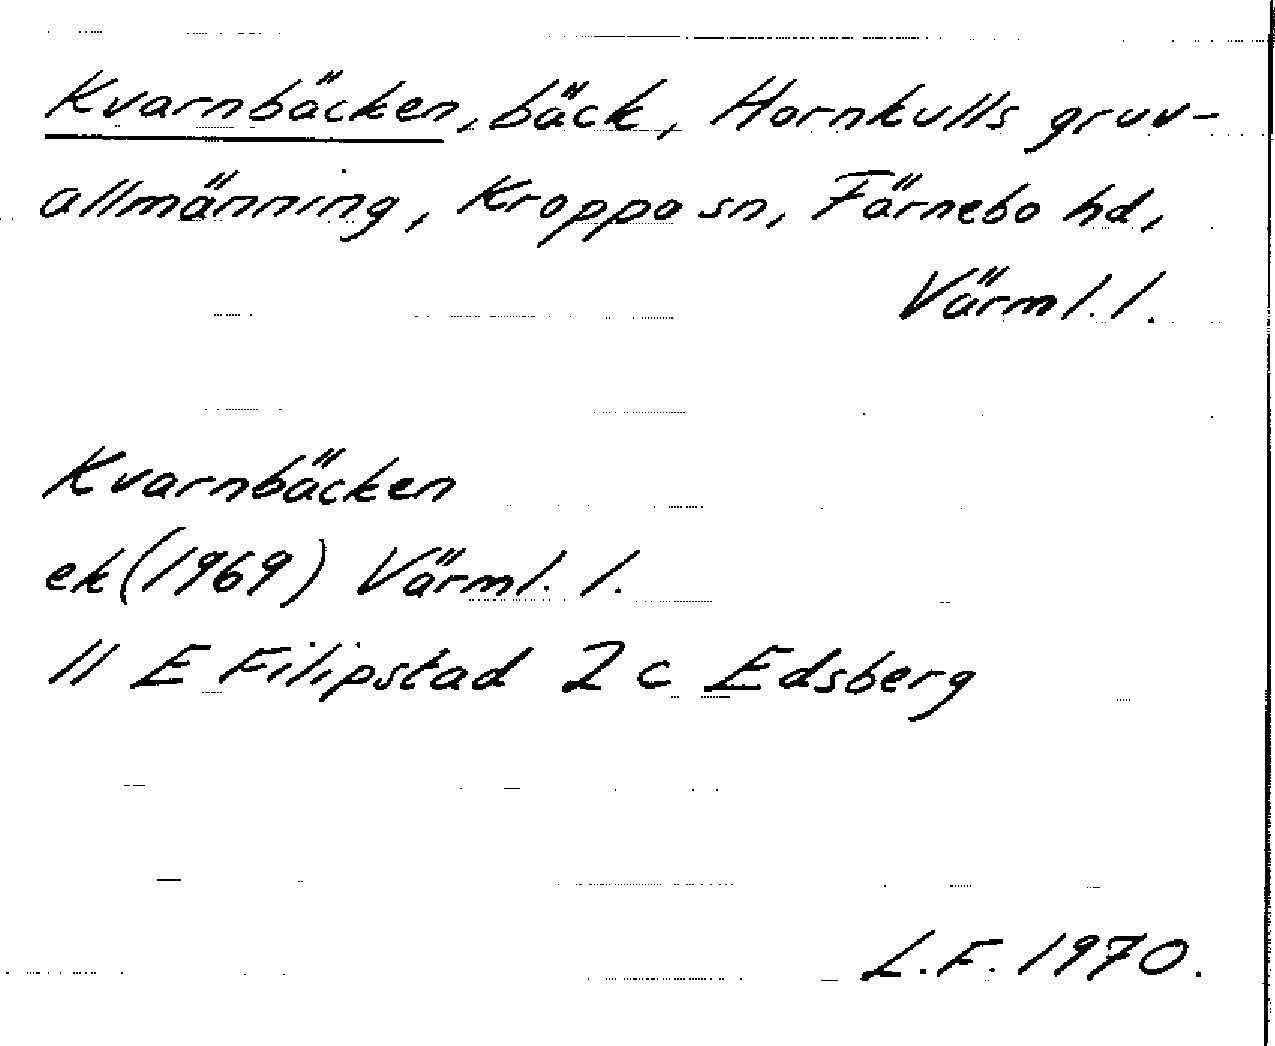 Kvarnbäcken, bäck, Hornkulls gruv-
allmänning, Kroppa sn, Färnebo hd,
Värml. l.
Kvarnbäcken
ek (1969) Värml. l.
11 E Filipstad 2 c Edsberg
L.F. 1970.